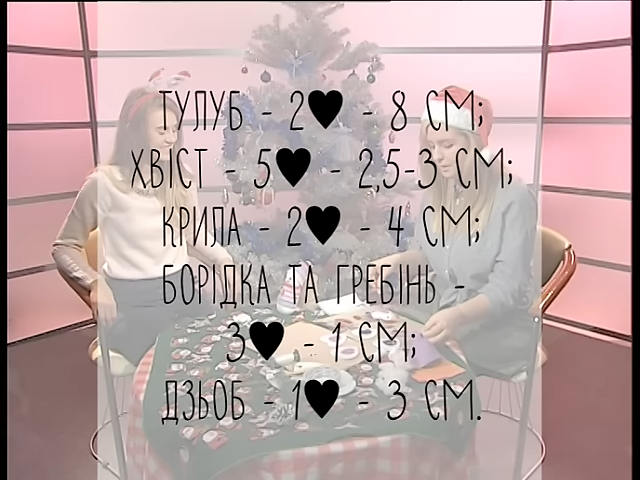 ТУЛУБ - 2♥ - 8 СМ;
ХВІСТ - 5♥ - 2,5-3 СМ;
КРИЛА - 2♥ - 4 СМ;
БОРІДКА ТА ГРЕБІНЬ -
3♥ - 1 СМ;
ДЗЬОБ - 1♥ - 3 СМ.